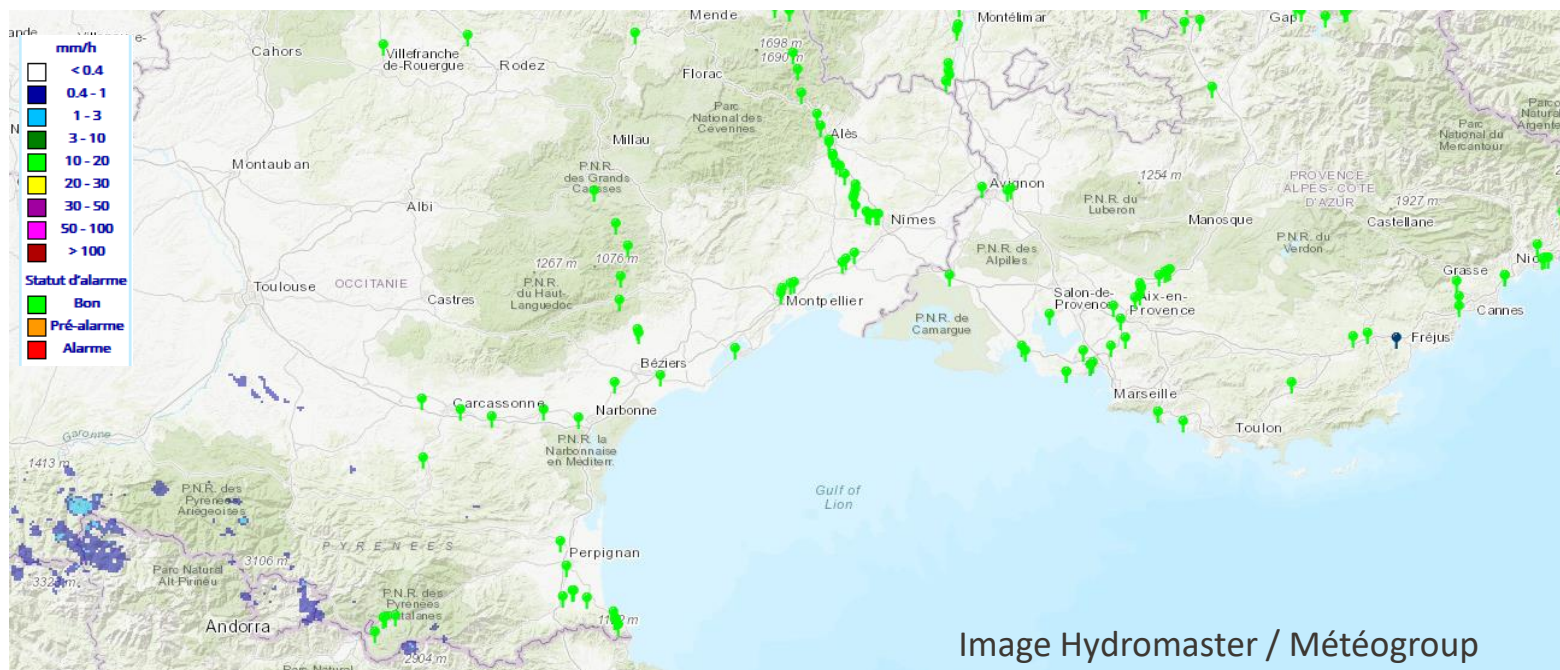 mm/h
< 0.4
0.4 - 1
1 - 3
3 - 10
10 - 20
20 - 30
30 - 50
50 - 100
> 100
Statut d'alarme
Bon
Pré-alarme
Alarme
Mende
Montélimar
Gap
Cahors
Villefranche
de-Rouergue
Rodez
1698 m
1690 m
Florac
Parc
National des
Cévennes
Alès
Millau
Parc
National du
Mercantour
Montauban
P.N.R.
des Grands
Causses
Albi
Avignon
1254 m
P.N.R. du
Luberon
PROVENCE-
ALPES-CÔTE
D'AZUR
1927 m
Manosque
Castellane
Nîmes
P.N.R. des
Alpilles
P.N.R. du
Verdon
1267 m
1076 m
Toulouse
OCCITANIE
Castres
P.N.R.
du Haut-
Languedoc
Montpellier
Grasse
Cannes
Salon-de-
Provence
Aix-en-
Provence
P.N.R. de
Camargue
Fréjus
Béziers
Carcassonne
Narbonne
Marseille
Toulon
Garonne
1413 m
P.N.R. la
Narbonnaise
en Méditerr.
P.N.R. des
Pyrénées
Ariégeoises
Gulf of
Lion
PYRENEES
Perpignan
3106 m
Parc Natural
Alt Pirineu
P.N.R. des
Pyrénées
Andorra
2904 m
Parc Natural
Image Hydromaster / Météogroup